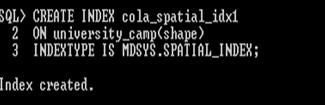 SQL> CREATE INDEX cola_spatial_idx1
2 ON university_camp(shape)
3 INDEXTYPE IS MDSYS.SPATIAL_INDEX;
Index created.